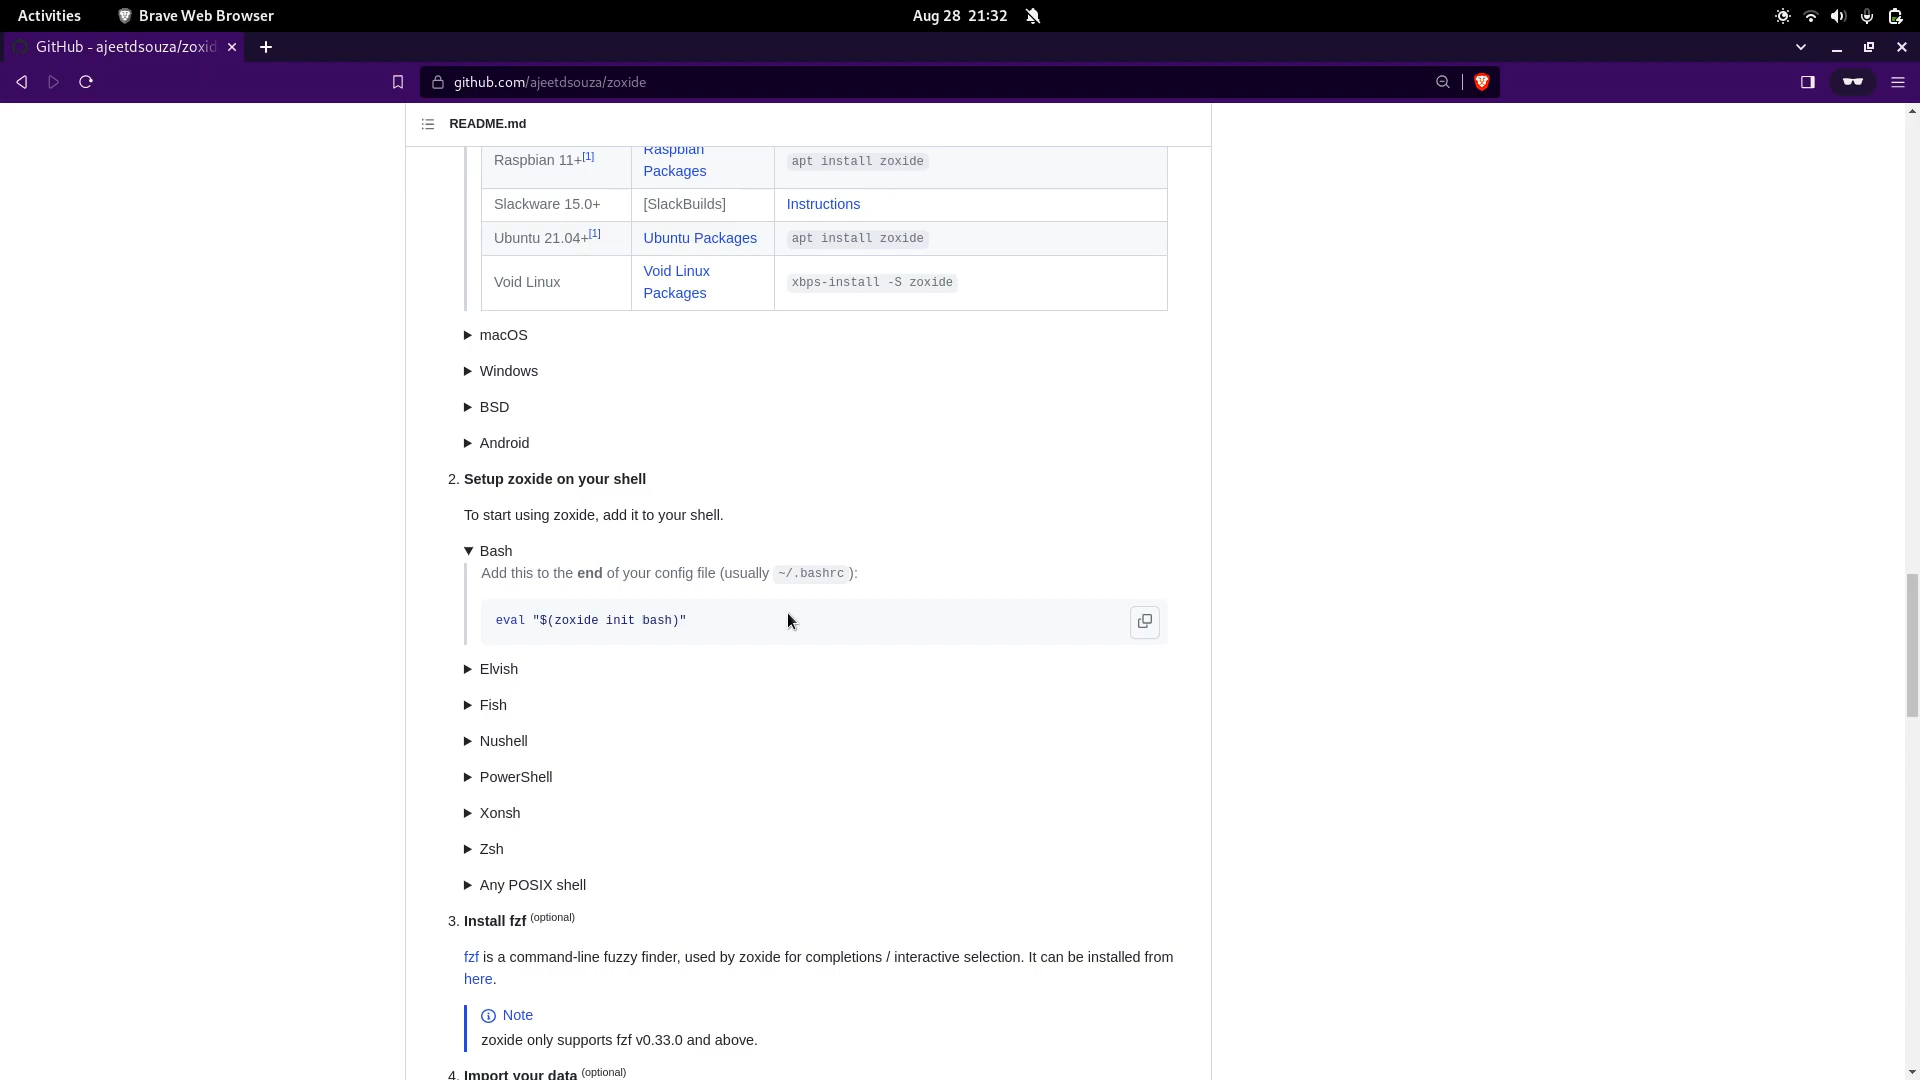 Activities
Brave Web Browser
Aug 28 21:32
GitHub - ajeetdsouza/zoxid
github.com/ajeetdsouza/zoxide
README.md
Raspbian 11+[1]
Raspbian
Packages
apt install zoxide
Slackware 15.0+
[SlackBuilds]
Instructions
Ubuntu 21.04+[1]
Ubuntu Packages
apt install zoxide
Void Linux
Void Linux
Packages
xbps-install -S zoxide
macOS
Windows
BSD
Android
2. Setup zoxide on your shell
To start using zoxide, add it to your shell.
Bash
Add this to the end of your config file (usually ~/.bashrc):
eval "$(zoxide init bash)"
Elvish
Fish
Nushell
PowerShell
Xonsh
Zsh
Any POSIX shell
3. Install fzf (optional)
fzf is a command-line fuzzy finder, used by zoxide for completions / interactive selection. It can be installed from
here.
Note
zoxide only supports fzf v0.33.0 and above.
4. Import your data (optional)